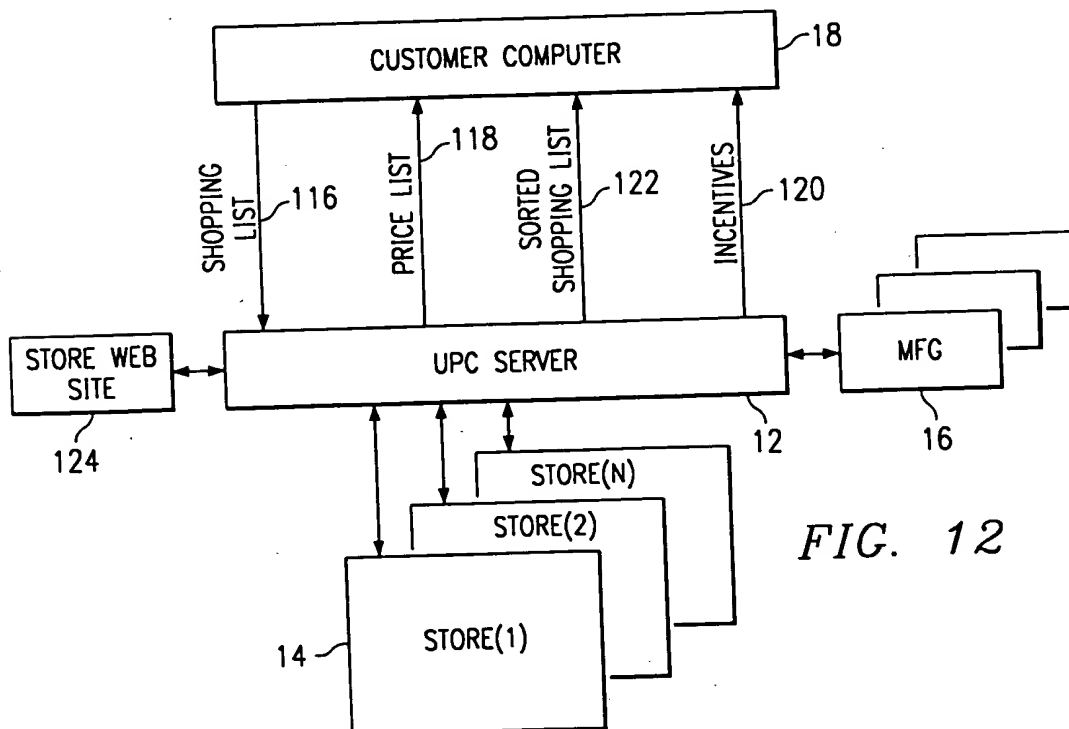 CUSTOMER COMPUTER
18
SHOPPING
LIST
116
PRICE LIST
118
SORTED
SHOPPING LIST
122
INCENTIVES
120
STORE WEB
SITE
124
UPC SERVER
12
MFG
16
STORE(N)
STORE(2)
STORE(1)
14
FIG. 12